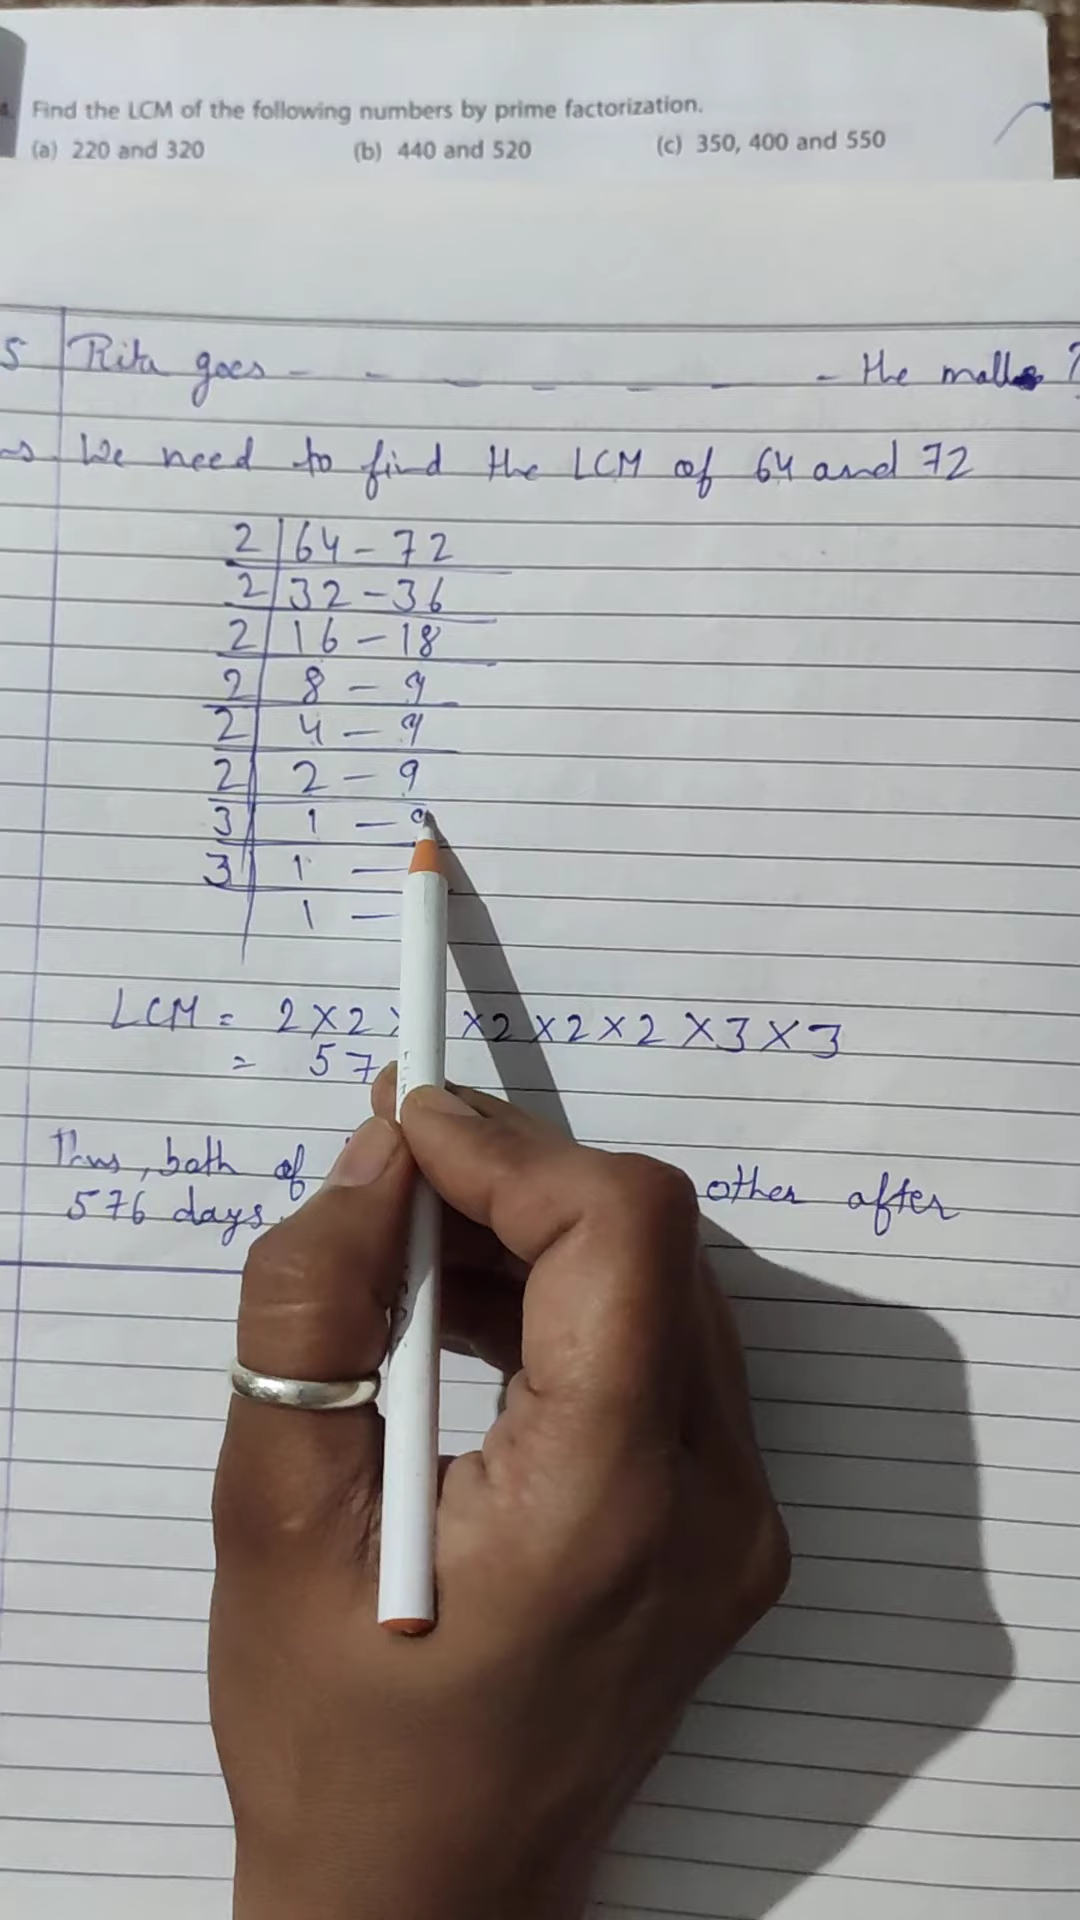 Find the LCM of the following numbers by prime factorization.
(a) 220 and 320 (b) 440 and 520 (c) 350, 400 and 550
5 Rita goes - - - - - - - - the mall ?
We need to find the LCM of 64 and 72
2 64 - 72
2 32 - 36
2 16 - 18
2 8 - 9
2 4 - 9
2 2 - 9
3 1 - 9
3 1 -
1 -
LCM = 2 × 2 × × 2 × 2 × 2 × 3 × 3
= 57
Thus, both of other after
576 days.